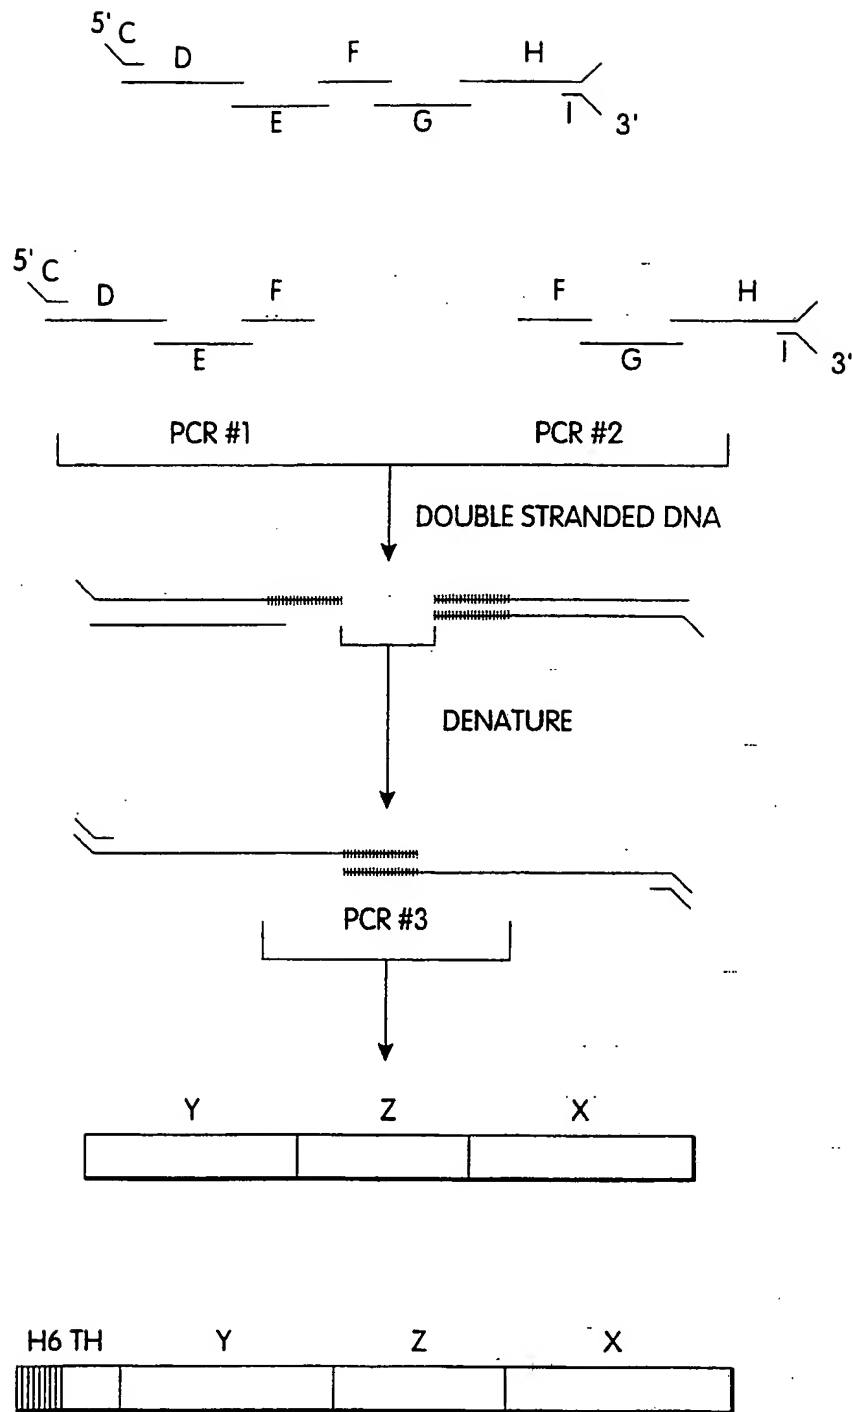 5' C D F H
E G I 3'
5' C D F F H
E G I 3'
PCR #1 PCR #2
DOUBLE STRANDED DNA
DENATURE
PCR #3
Y Z X
H6 TH Y Z X